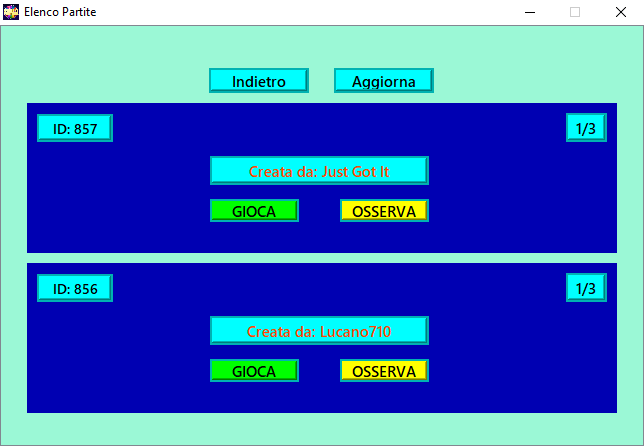 Elenco Partite
Indietro Aggiorna
ID: 857 1/3
Creata da: Just Got It
GIOCA OSSERVA
ID: 856 1/3
Creata da: Lucano710
GIOCA OSSERVA